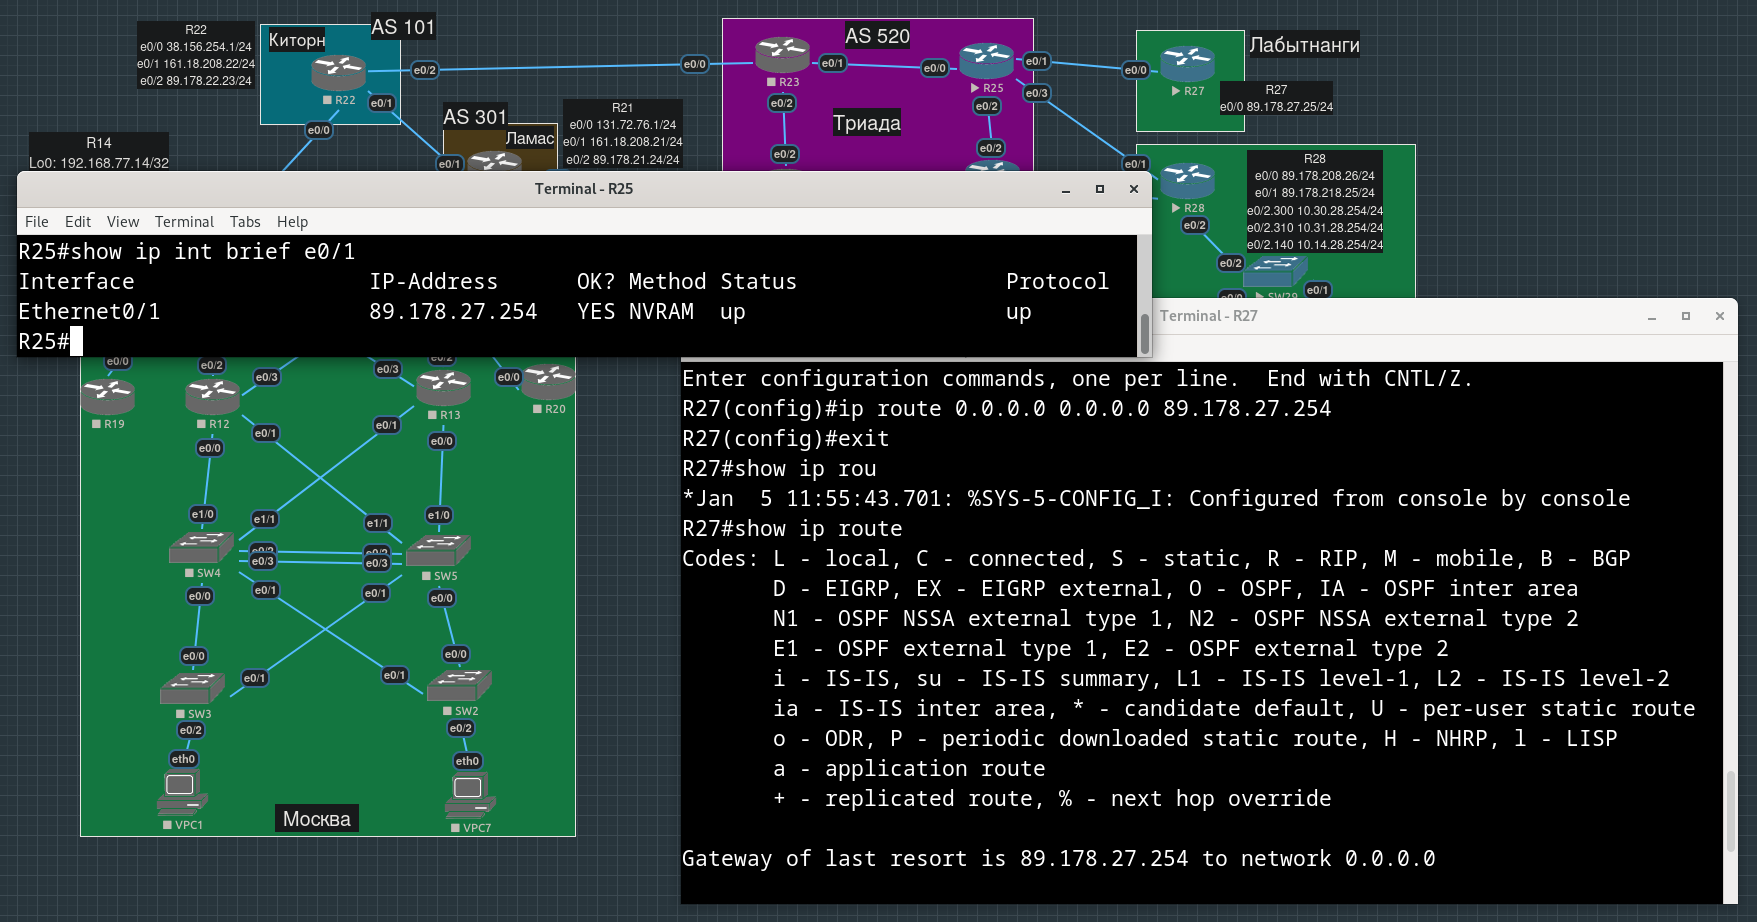 R22
e0/0 38.156.254.1/24
e0/1 161.18.208.22/24
e0/2 89.178.22.23/24
Киторн
AS 101
R22
e0/2
e0/1
e0/0
AS 301
Ламас
e0/1
R21
e0/0 131.72.76.1/24
e0/1 161.18.208.21/24
e0/2 89.178.21.24/24
R14
Lo0: 192.168.77.14/32
AS 520
e0/0
R23
e0/1
e0/0
R25
e0/1
e0/3
e0/2
e0/2
Триада
e0/2
e0/2
e0/0
R27
Лабытнанги
R27
e0/0 89.178.27.25/24
e0/1
R28
e0/2
e0/2
R28
e0/0 89.178.208.26/24
e0/1 89.178.218.25/24
e0/2.300 10.30.28.254/24
e0/2.310 10.31.28.254/24
e0/2.140 10.14.28.254/24
SW29
e0/0
e0/1
Terminal - R25
File Edit View Terminal Tabs Help
R25#show ip int brief e0/1
Interface IP-Address OK? Method Status Protocol
Ethernet0/1 89.178.27.254 YES NVRAM up up
R25#
Terminal - R27
Enter configuration commands, one per line. End with CNTL/Z.
R27(config)#ip route 0.0.0.0 0.0.0.0 89.178.27.254
R27(config)#exit
R27#show ip rou
*Jan 5 11:55:43.701: %SYS-5-CONFIG_I: Configured from console by console
R27#show ip route
Codes: L - local, C - connected, S - static, R - RIP, M - mobile, B - BGP
D - EIGRP, EX - EIGRP external, O - OSPF, IA - OSPF inter area
N1 - OSPF NSSA external type 1, N2 - OSPF NSSA external type 2
E1 - OSPF external type 1, E2 - OSPF external type 2
i - IS-IS, su - IS-IS summary, L1 - IS-IS level-1, L2 - IS-IS level-2
ia - IS-IS inter area, * - candidate default, U - per-user static route
o - ODR, P - periodic downloaded static route, H - NHRP, l - LISP
a - application route
+ - replicated route, % - next hop override
Gateway of last resort is 89.178.27.254 to network 0.0.0.0
e0/0
e0/2
e0/3
e0/3
e0/2
e0/0
R19
R12
R13
R20
e0/0
e0/1
e0/1
e0/0
e1/0
e1/1
e1/1
e1/0
e0/2
e0/2
e0/3
e0/3
SW4
SW5
e0/0
e0/1
e0/1
e0/0
e0/0
e0/1
e0/1
e0/0
SW3
SW2
e0/2
e0/2
eth0
eth0
VPC1
VPC7
Москва